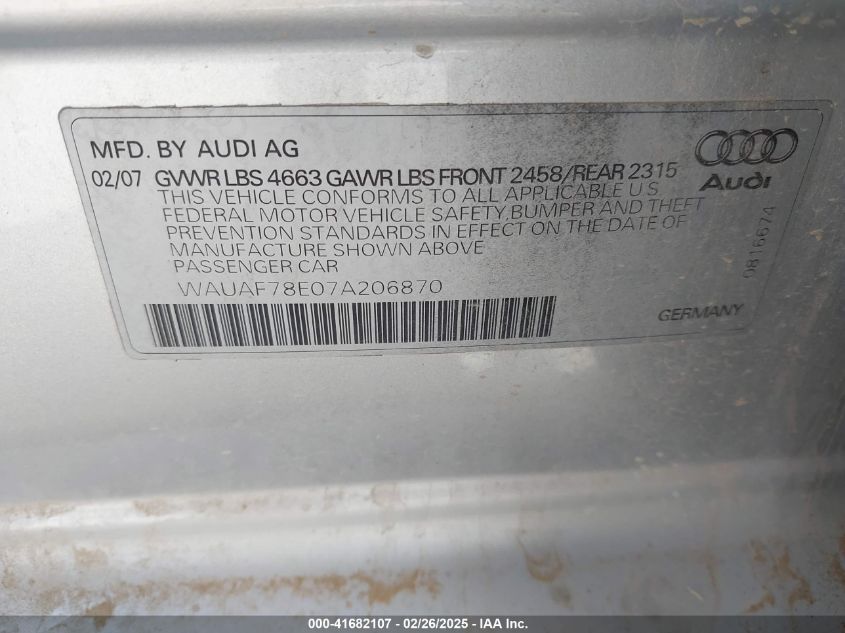 MFD. BY AUDI AG
02/07 GVWR LBS 4663 GAWR LBS FRONT 2458/REAR 2315
THIS VEHICLE CONFORMS TO ALL APPLICABLE U S
FEDERAL MOTOR VEHICLE SAFETY, BUMPER AND THEFT
PREVENTION STANDARDS IN EFFECT ON THE DATE OF
MANUFACTURE SHOWN ABOVE
PASSENGER CAR
WAUAF78E07A206870
Audi
0816674
GERMANY
000-41682107 - 02/26/2025 - IAA Inc.